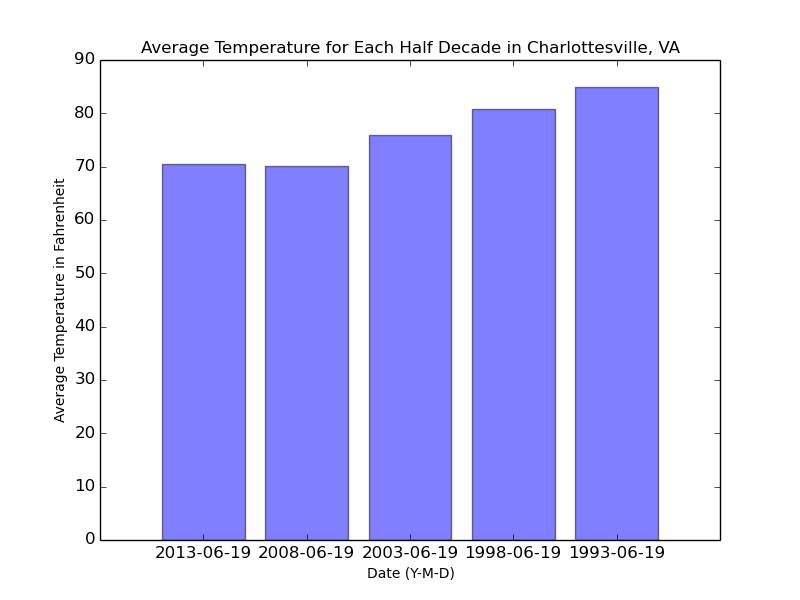 Average Temperature for Each Half Decade in Charlottesville, VA
90
80
70
60
50
40
30
20
10
0
Average Temperature in Fahrenheit
2013-06-19 2008-06-19 2003-06-19 1998-06-19 1993-06-19
Date (Y-M-D)